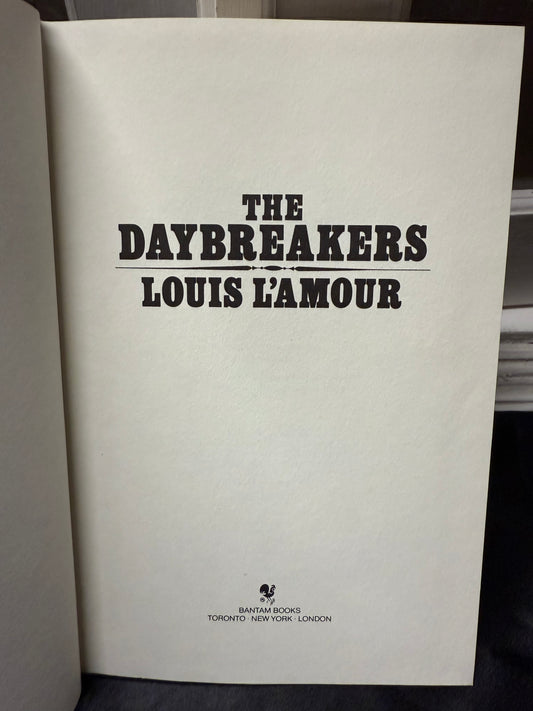 THE
DAYBREAKERS
LOUIS L'AMOUR
BANTAM BOOKS
TORONTO · NEW YORK · LONDON